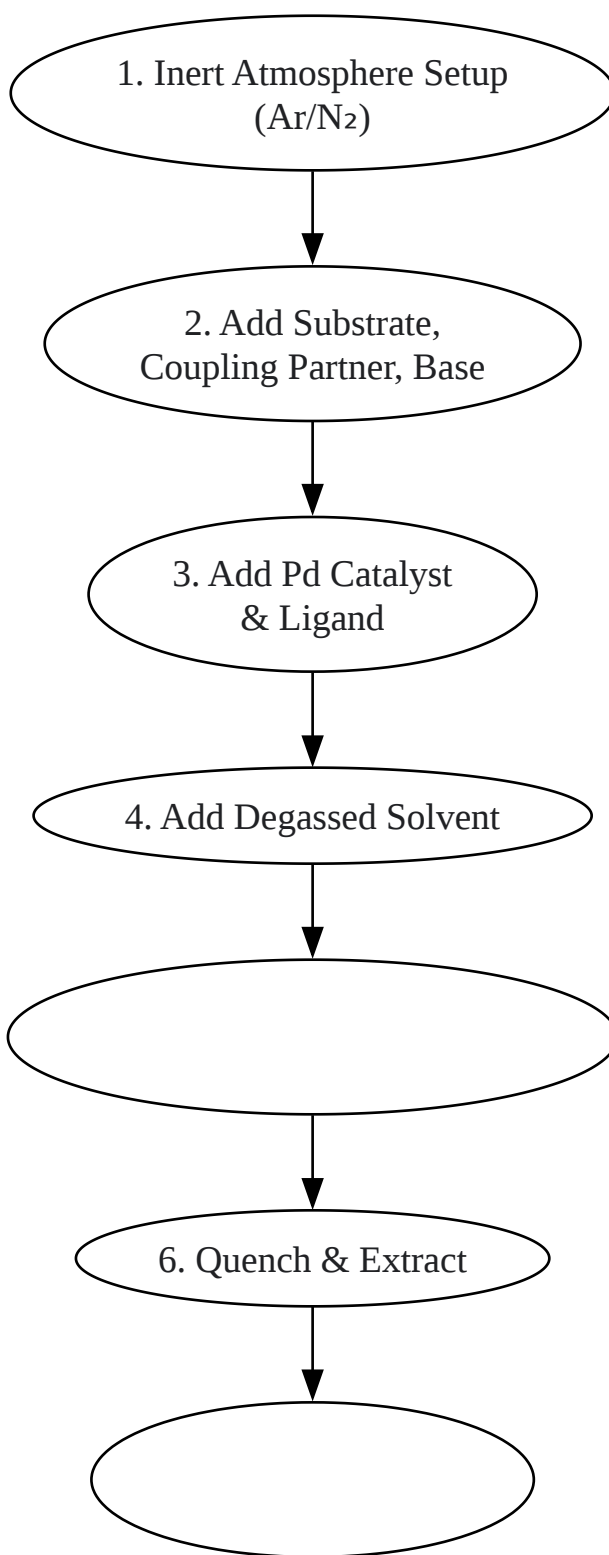 1. Inert Atmosphere Setup
(Ar/N₂)
2. Add Substrate,
Coupling Partner, Base
3. Add Pd Catalyst
& Ligand
4. Add Degassed Solvent
6. Quench & Extract